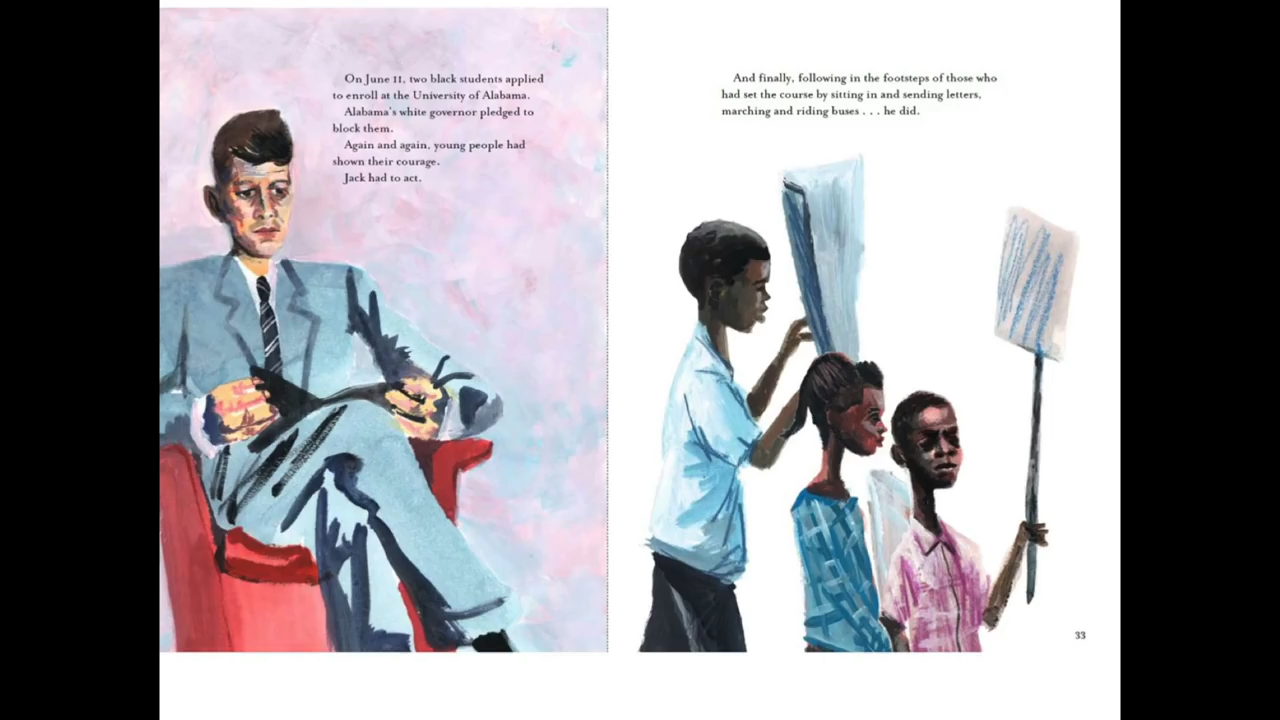 On June 11, two black students applied
to enroll at the University of Alabama.
Alabama's white governor pledged to
block them.
Again and again, young people had
shown their courage.
Jack had to act.
And finally, following in the footsteps of those who
had set the course by sitting in and sending letters,
marching and riding buses . . . he did.
33